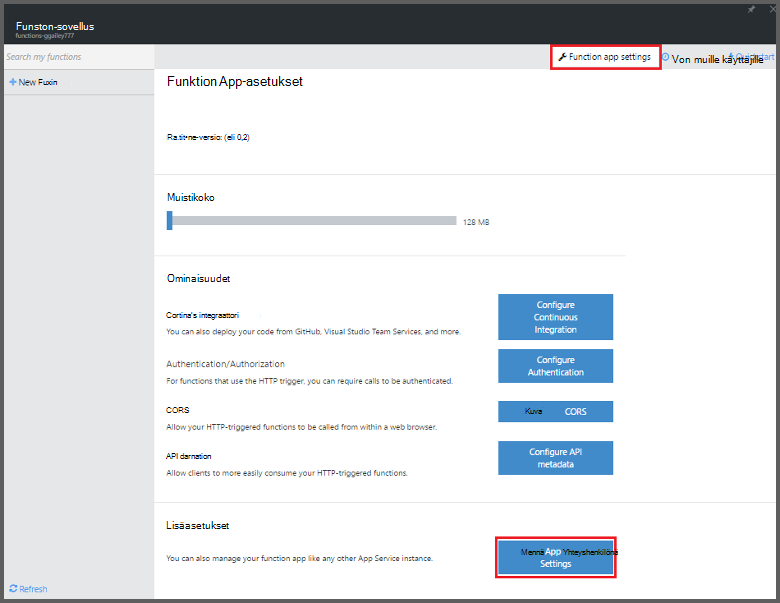 Funston-sovellus
functions-ggailey777
Search my functions
Function app settings
Von muille käyttäjille
New Fuxin
Funktion App-asetukset
Ra.tit•ne-versio: (eli 0,2)
Muistikoko
128 MB
Ominaisuudet
Cortina's integraattori
You can also deploy your code from GitHub, Visual Studio Team Services, and more.
Configure
Continuous
Integration
Authentication/Authorization
For functions that use the HTTP trigger, you can require calls to be authenticated.
Configure
Authentication
CORS
Allow your HTTP-triggered functions to be called from within a web browser.
Kuva CORS
API darnation
Allow clients to more easily consume your HTTP-triggered functions.
Configure API
metadata
Lisäasetukset
You can also manage your function app like any other App Service instance.
Mennä App Yhteyshenkilönä
Settings
Refresh